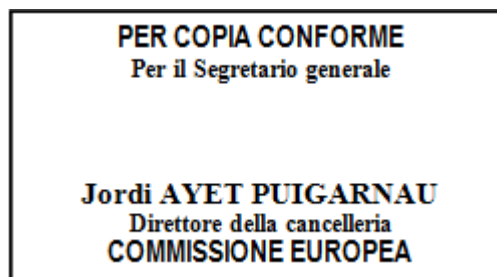 PER COPIA CONFORME
Per il Segretario generale
Jordi AYET PUIGARNAU
Direttore della cancelleria
COMMISSIONE EUROPEA